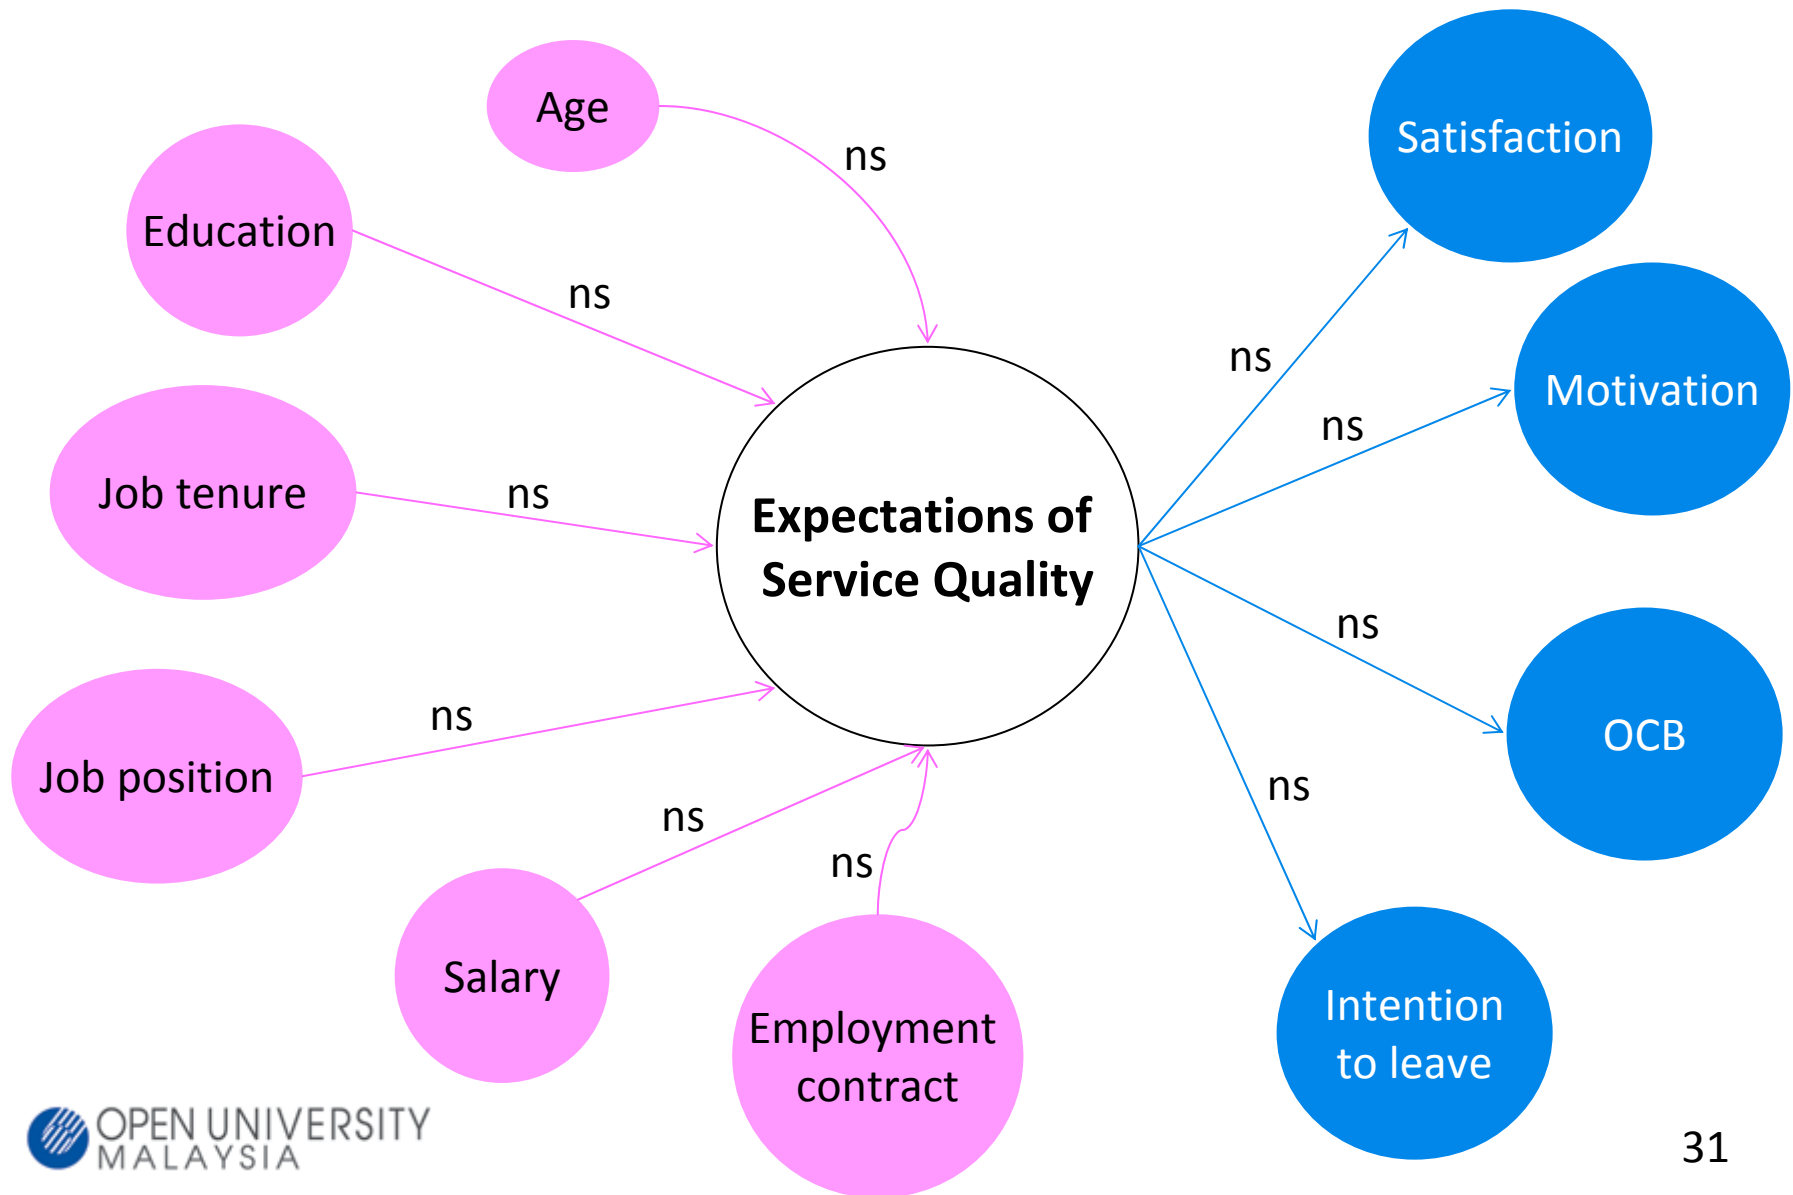 Age
ns
Satisfaction
Education
ns
ns
Motivation
ns
Job tenure
ns
Expectations of
Service Quality
ns
OCB
Job position
ns
ns
ns
ns
Salary
Employment
contract
Intention
to leave
OPEN UNIVERSITY
MALAYSIA
31